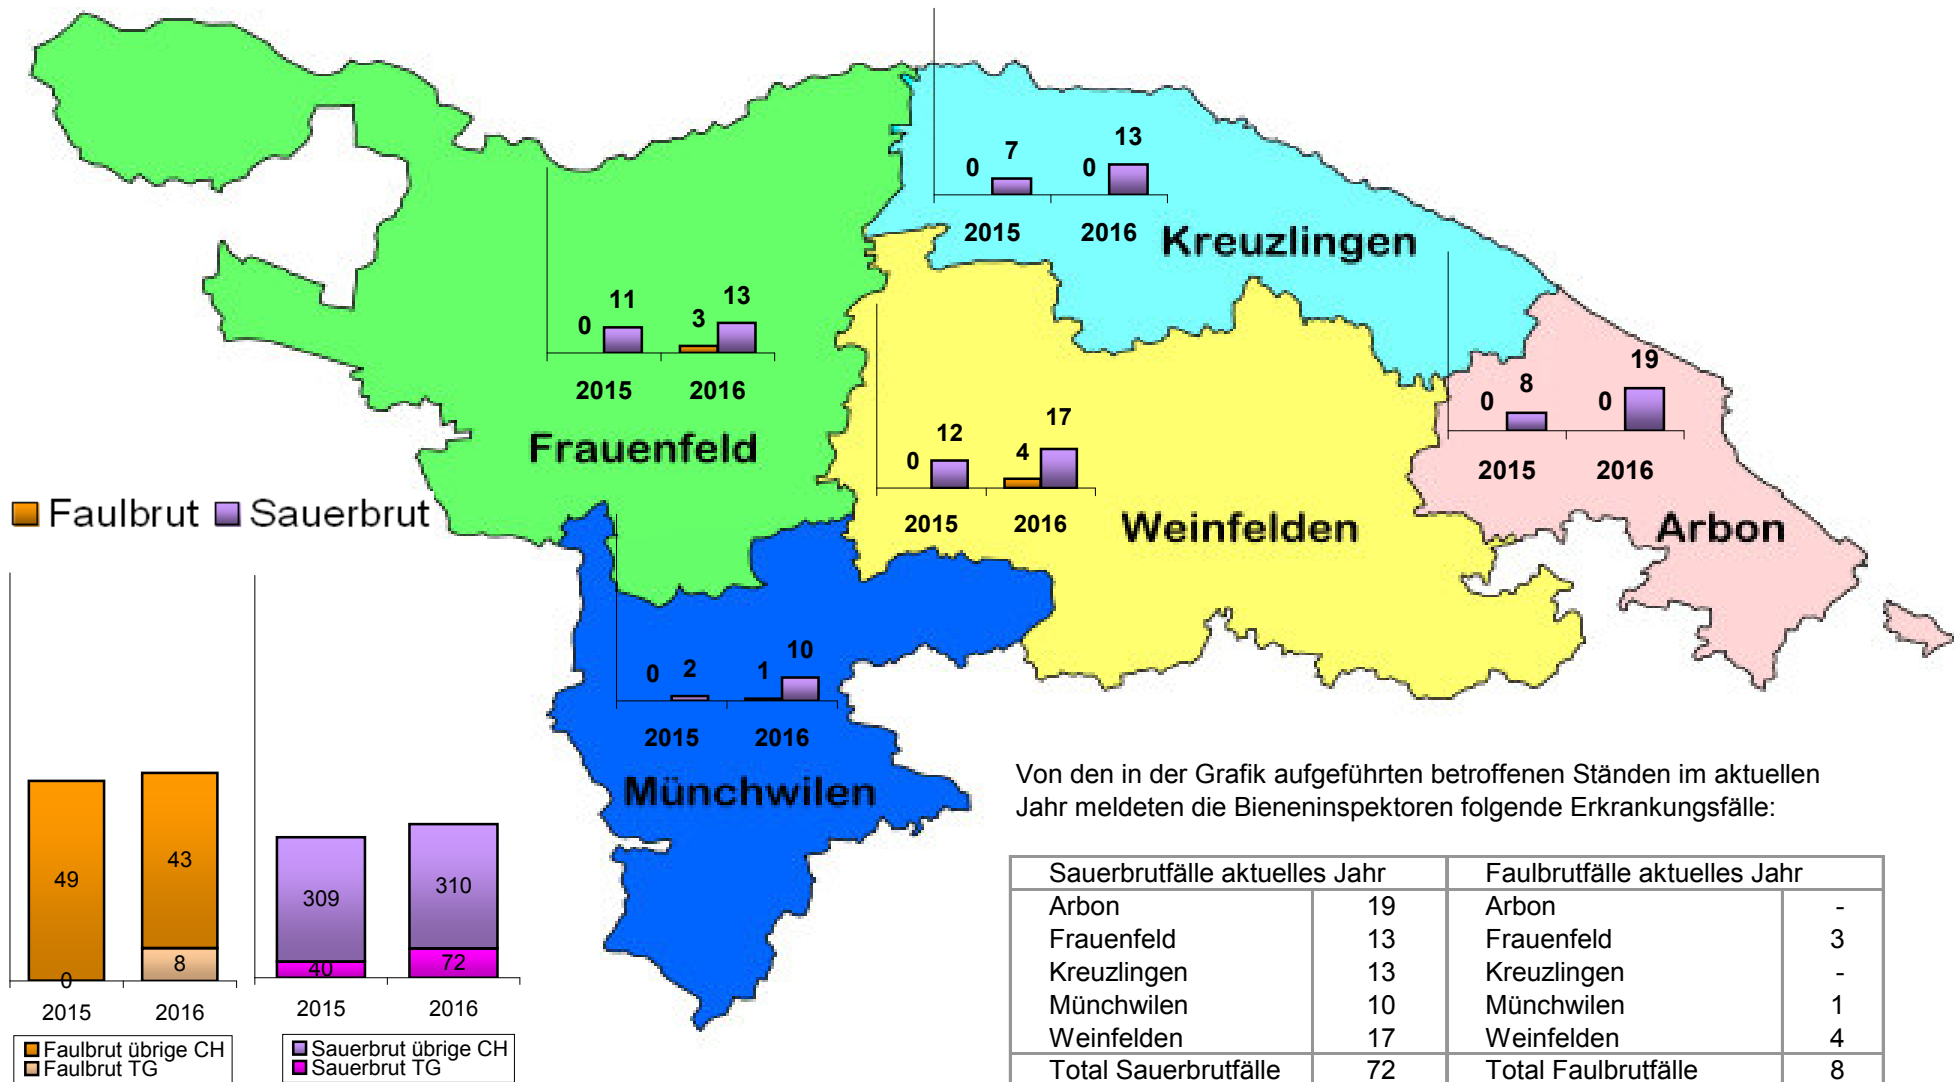 0 7 0 13
2015 2016
Kreuzlingen
0 11 3 13
2015 2016
Frauenfeld
0 8 0 19
2015 2016
Arbon
0 12 4 17
2015 2016
Weinfelden
Faulbrut Sauerbrut
0 2 1 10
2015 2016
Münchwilen
49 43
0 8
2015 2016
Faulbrut übrige CH
Faulbrut TG
309 310
40 72
2015 2016
Sauerbrut übrige CH
Sauerbrut TG
Von den in der Grafik aufgeführten betroffenen Ständen im aktuellen
Jahr meldeten die Bieneninspektoren folgende Erkrankungsfälle:
Sauerbrutfälle aktuelles Jahr Faulbrutfälle aktuelles Jahr
Arbon 19 Arbon -
Frauenfeld 13 Frauenfeld 3
Kreuzlingen 13 Kreuzlingen -
Münchwilen 10 Münchwilen 1
Weinfelden 17 Weinfelden 4
Total Sauerbrutfälle 72 Total Faulbrutfälle 8